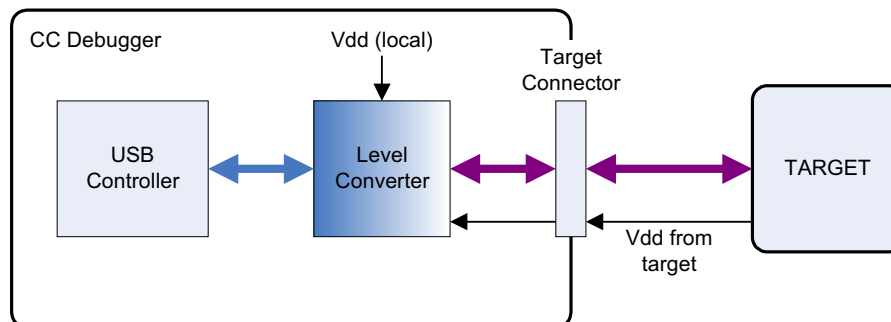 CC Debugger
Vdd (local)
Target
Connector
USB
Controller
Level
Converter
TARGET
Vdd from
target